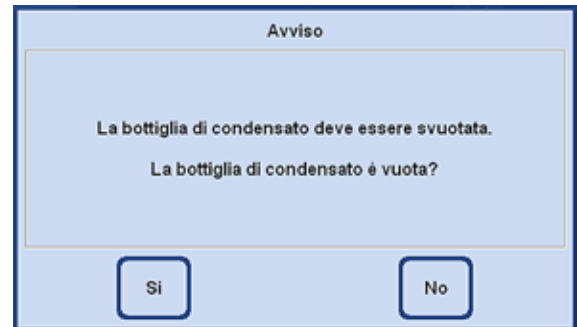 Avviso
La bottiglia di condensato deve essere svuotata.
La bottiglia di condensato è vuota?
Si
No